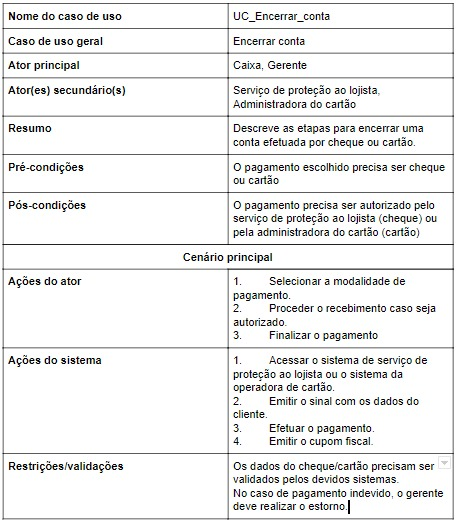 Nome do caso de uso
UC_Encerrar_conta
Caso de uso geral
Encerrar conta
Ator principal
Caixa, Gerente
Ator(es) secundário(s)
Serviço de proteção ao lojista,
Administradora do cartão
Resumo
Descreve as etapas para encerrar uma
conta efetuada por cheque ou cartão.
Pré-condições
O pagamento escolhido precisa ser cheque
ou cartão
Pós-condições
O pagamento precisa ser autorizado pelo
serviço de proteção ao lojista (cheque) ou
pela administradora do cartão (cartão)
Cenário principal
Ações do ator
1. Selecionar a modalidade de
pagamento.
2. Proceder o recebimento caso seja
autorizado.
3. Finalizar o pagamento
Ações do sistema
1. Acessar o sistema de serviço de
proteção ao lojista ou o sistema da
operadora de cartão.
2. Emitir o sinal com os dados do
cliente.
3. Efetuar o pagamento.
4. Emitir o cupom fiscal.
Restrições/validações
Os dados do cheque/cartão precisam ser
validados pelos devidos sistemas.
No caso de pagamento indevido, o gerente
deve realizar o estorno.